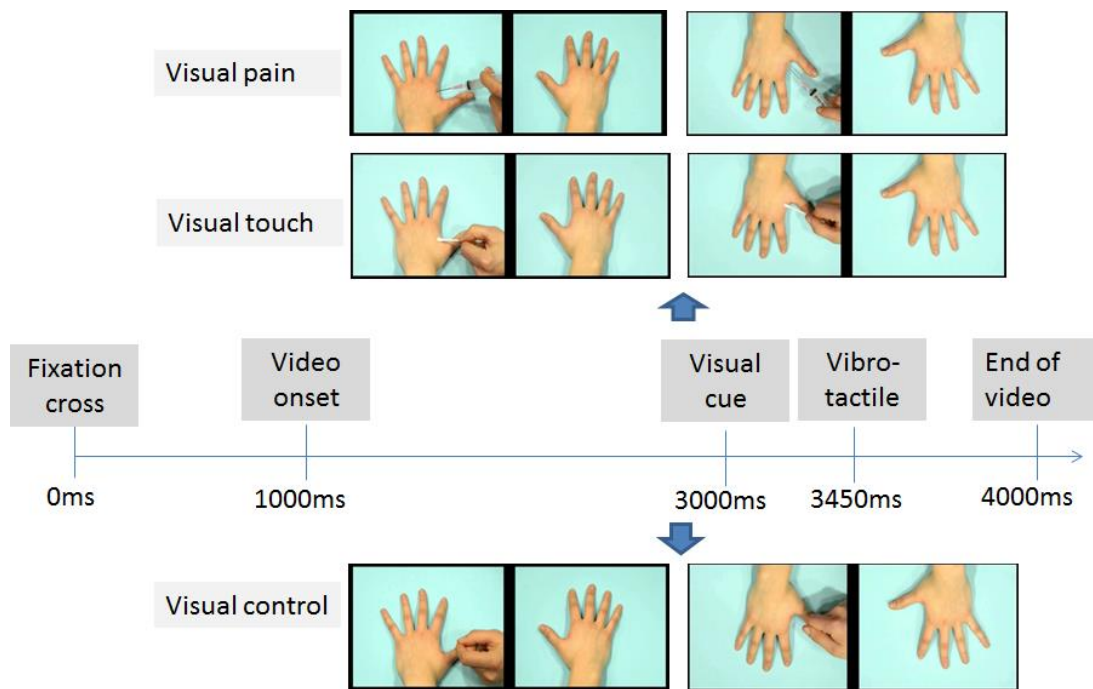 Visual pain
Visual touch
Fixation
cross
Video
onset
Visual
cue
Vibro-
tactile
End of
video
0ms
1000ms
3000ms
3450ms
4000ms
Visual control